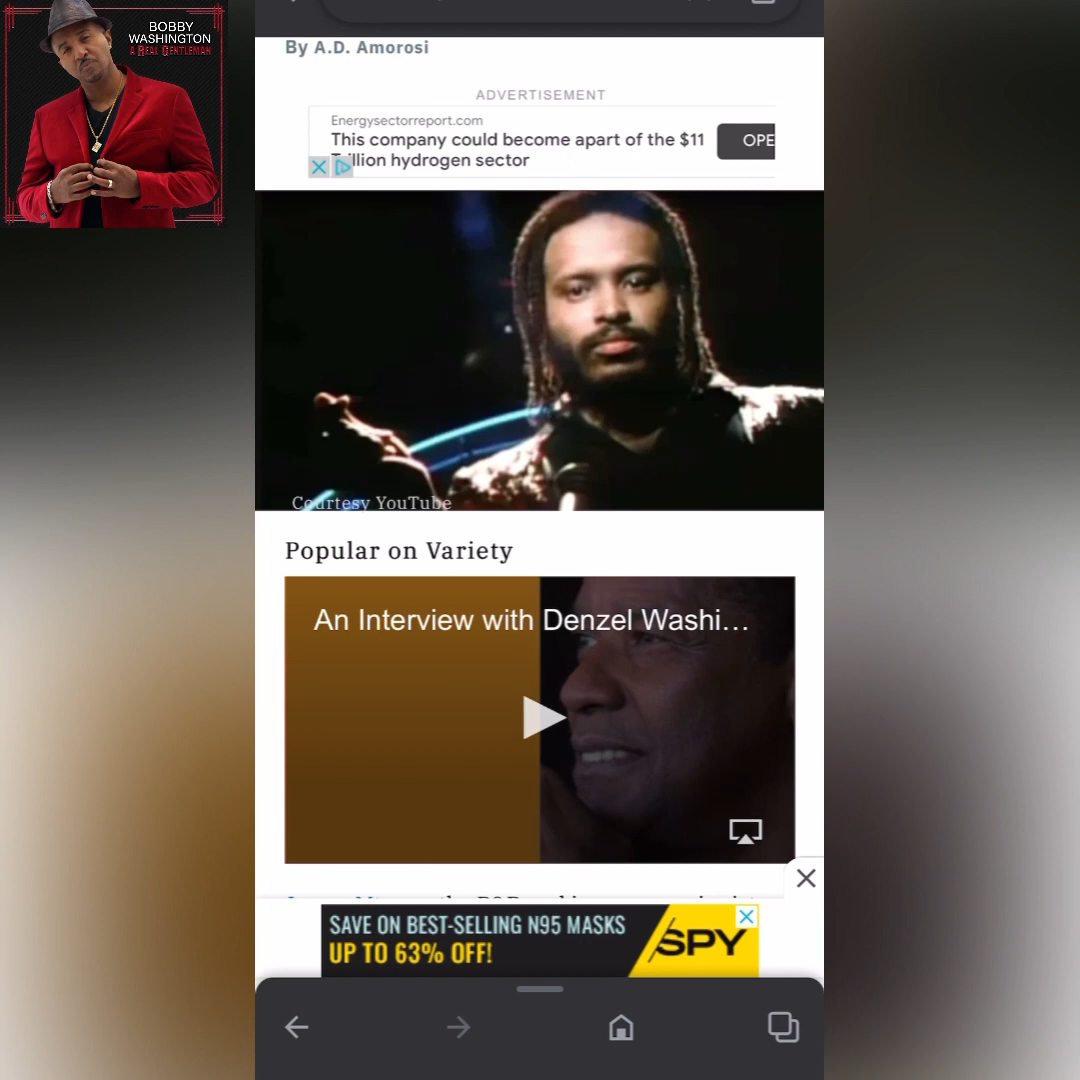 BOBBY
WASHINGTON
A REAL GENTLEMAN
By A.D. Amorosi
ADVERTISEMENT
Energysectorreport.com
This company could become apart of the $11
Trillion hydrogen sector
OPE
Courtesy YouTube
Popular on Variety
An Interview with Denzel Washi...
SAVE ON BEST-SELLING N95 MASKS
UP TO 63% OFF!
SPY